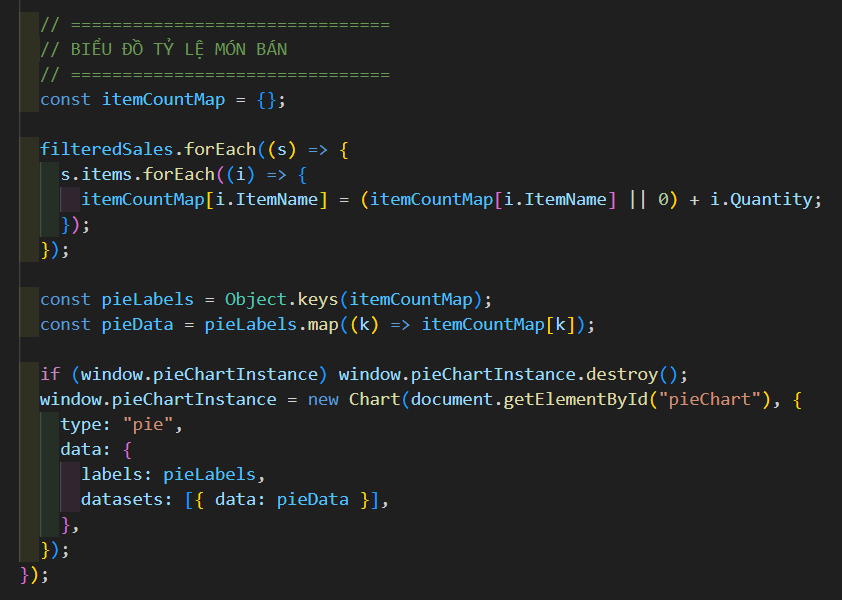 // ===============================
// BIỂU ĐỒ TỶ LỆ MÓN BÁN
// ===============================
const itemCountMap = {};
filteredSales.forEach((s) => {
s.items.forEach((i) => {
itemCountMap[i.ItemName] = (itemCountMap[i.ItemName] || 0) + i.Quantity;
});
});
const pieLabels = Object.keys(itemCountMap);
const pieData = pieLabels.map((k) => itemCountMap[k]);
if (window.pieChartInstance) window.pieChartInstance.destroy();
window.pieChartInstance = new Chart(document.getElementById("pieChart"), {
type: "pie",
data: {
labels: pieLabels,
datasets: [{ data: pieData }],
},
});
});